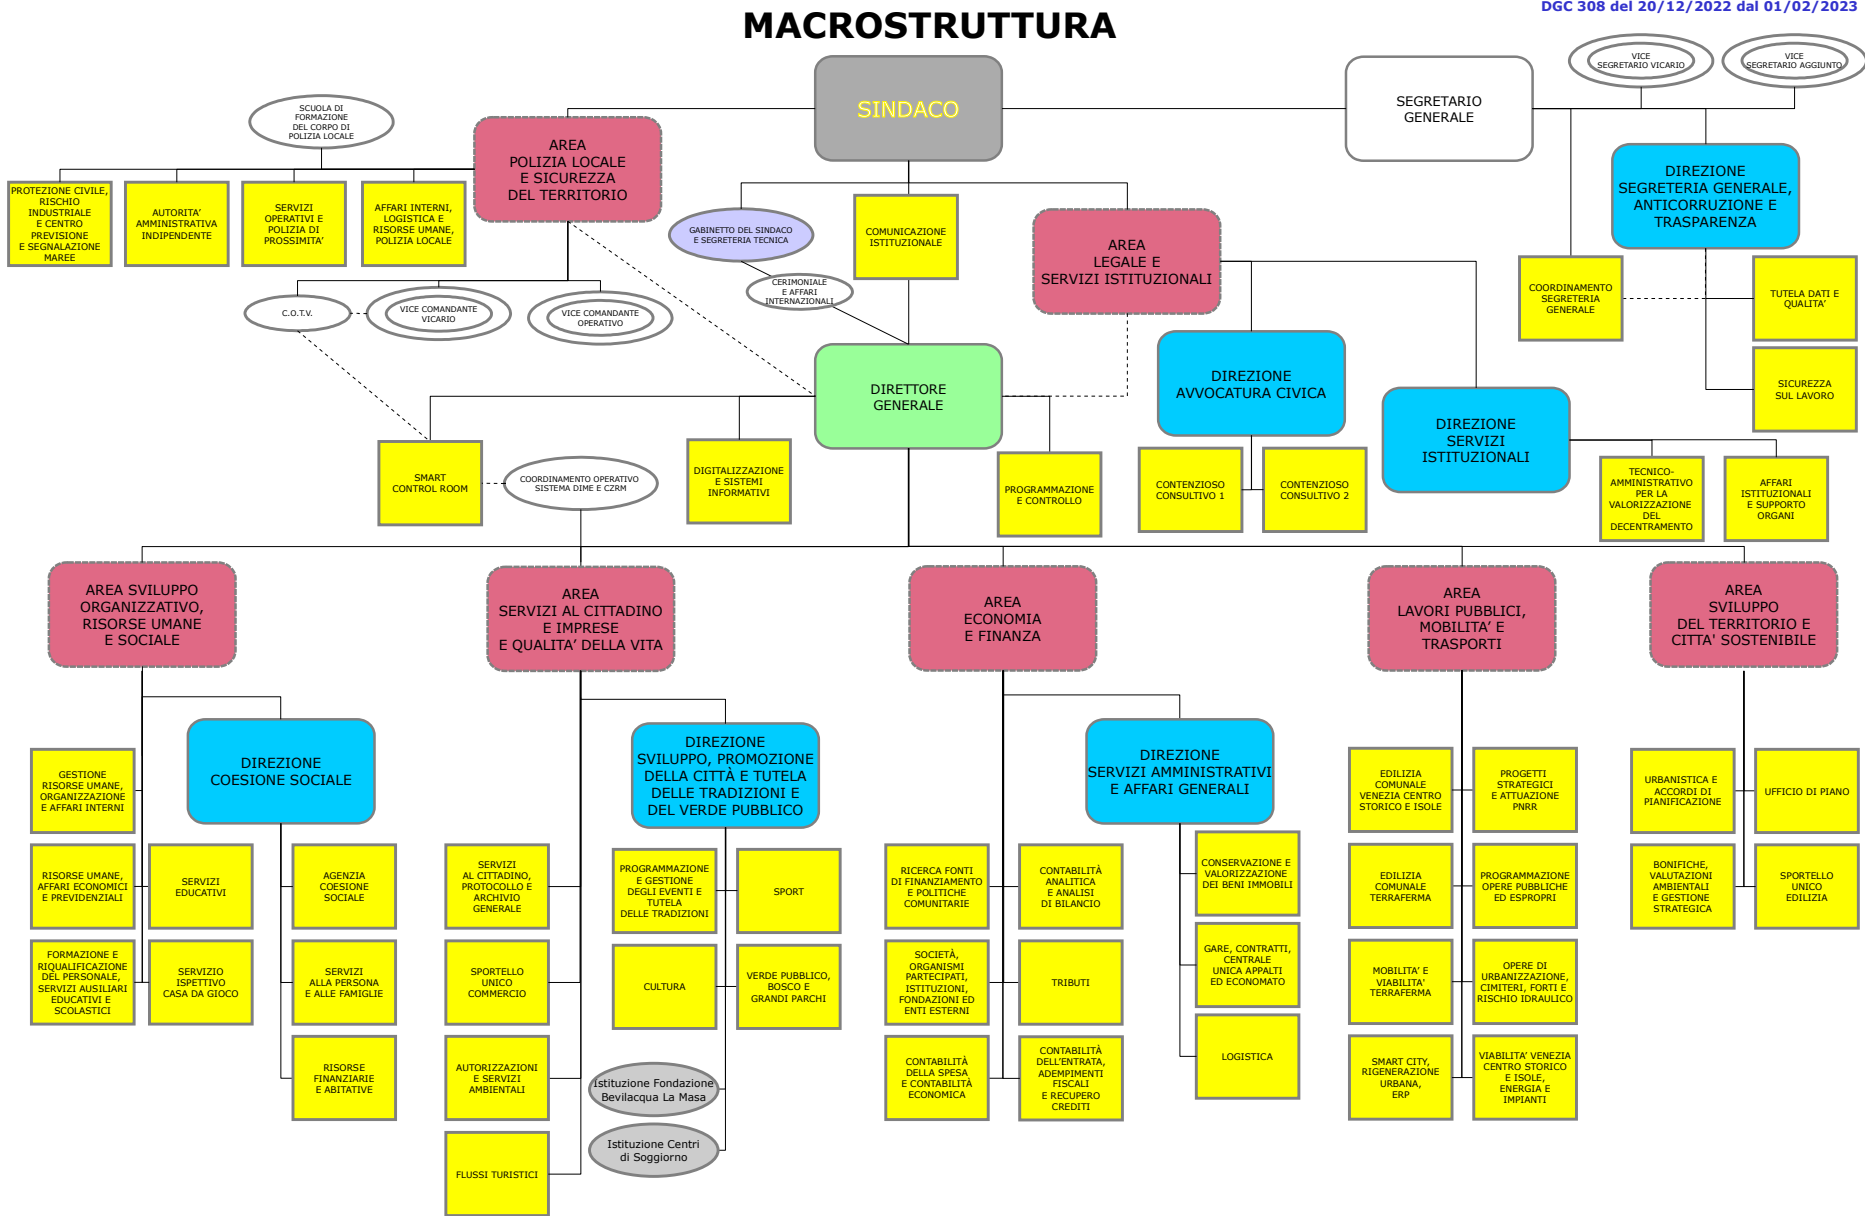 DGC 308 del 20/12/2022 dal 01/02/2023
MACROSTRUTTURA
SINDACO
SEGRETARIO
GENERALE
VICE
SEGRETARIO VICARIO
VICE
SEGRETARIO AGGIUNTO
SCUOLA DI
FORMAZIONE
DEL CORPO DI
POLIZIA LOCALE
AREA
POLIZIA LOCALE
E SICUREZZA
DEL TERRITORIO
DIREZIONE
SEGRETERIA GENERALE,
ANTICORRUZIONE E
TRASPARENZA
PROTEZIONE CIVILE,
RISCHIO
INDUSTRIALE
E CENTRO
PREVISIONE
E SEGNALAZIONE
MAREE
AUTORITA'
AMMINISTRATIVA
INDIPENDENTE
SERVIZI
OPERATIVI E
POLIZIA DI
PROSSIMITA'
AFFARI INTERNI,
LOGISTICA E
RISORSE UMANE,
POLIZIA LOCALE
GABINETTO DEL SINDACO
E SEGRETERIA TECNICA
COMUNICAZIONE
ISTITUZIONALE
AREA
LEGALE E
SERVIZI ISTITUZIONALI
CERIMONIALE
E AFFARI
INTERNAZIONALI
COORDINAMENTO
SEGRETERIA
GENERALE
TUTELA DATI E
QUALITA'
C.O.T.V.
VICE COMANDANTE
VICARIO
VICE COMANDANTE
OPERATIVO
DIRETTORE
GENERALE
DIREZIONE
AVVOCATURA CIVICA
SICUREZZA
SUL LAVORO
DIREZIONE
SERVIZI
ISTITUZIONALI
SMART
CONTROL ROOM
COORDINAMENTO OPERATIVO
SISTEMA DIME E CZRM
DIGITALIZZAZIONE
E SISTEMI
INFORMATIVI
PROGRAMMAZIONE
E CONTROLLO
CONTENZIOSO
CONSULTIVO 1
CONTENZIOSO
CONSULTIVO 2
TECNICO-
AMMINISTRATIVO
PER LA
VALORIZZAZIONE
DEL
DECENTRAMENTO
AFFARI
ISTITUZIONALI
E SUPPORTO
ORGANI
AREA SVILUPPO
ORGANIZZATIVO,
RISORSE UMANE
E SOCIALE
AREA
SERVIZI AL CITTADINO
E IMPRESE
E QUALITA' DELLA VITA
AREA
ECONOMIA
E FINANZA
AREA
LAVORI PUBBLICI,
MOBILITA' E
TRASPORTI
AREA
SVILUPPO
DEL TERRITORIO E
CITTA' SOSTENIBILE
DIREZIONE
COESIONE SOCIALE
DIREZIONE
SVILUPPO, PROMOZIONE
DELLA CITTÀ E TUTELA
DELLE TRADIZIONI E
DEL VERDE PUBBLICO
DIREZIONE
SERVIZI AMMINISTRATIVI
E AFFARI GENERALI
GESTIONE
RISORSE UMANE,
ORGANIZZAZIONE
E AFFARI INTERNI
EDILIZIA
COMUNALE
VENEZIA CENTRO
STORICO E ISOLE
PROGETTI
STRATEGICI
E ATTUAZIONE
PNRR
URBANISTICA E
ACCORDI DI
PIANIFICAZIONE
UFFICIO DI PIANO
RISORSE UMANE,
AFFARI ECONOMICI
E PREVIDENZIALI
SERVIZI
EDUCATIVI
AGENZIA
COESIONE
SOCIALE
SERVIZI
AL CITTADINO,
PROTOCOLLO E
ARCHIVIO
GENERALE
PROGRAMMAZIONE
E GESTIONE
DEGLI EVENTI E
TUTELA
DELLE TRADIZIONI
SPORT
RICERCA FONTI
DI FINANZIAMENTO
E POLITICHE
COMUNITARIE
CONTABILITÀ
ANALITICA
E ANALISI
DI BILANCIO
CONSERVAZIONE E
VALORIZZAZIONE
DEI BENI IMMOBILI
EDILIZIA
COMUNALE
TERRAFERMA
PROGRAMMAZIONE
OPERE PUBBLICHE
ED ESPROPRI
BONIFICHE,
VALUTAZIONI
AMBIENTALI
E GESTIONE
STRATEGICA
SPORTELLO
UNICO
EDILIZIA
FORMAZIONE E
RIQUALIFICAZIONE
DEL PERSONALE,
SERVIZI AUSILIARI
EDUCATIVI E
SCOLASTICI
SERVIZIO
ISPETTIVO
CASA DA GIOCO
SERVIZI
ALLA PERSONA
E ALLE FAMIGLIE
SPORTELLO
UNICO
COMMERCIO
CULTURA
VERDE PUBBLICO,
BOSCO E
GRANDI PARCHI
SOCIETÀ,
ORGANISMI
PARTECIPATI,
ISTITUZIONI,
FONDAZIONI ED
ENTI ESTERNI
TRIBUTI
GARE, CONTRATTI,
CENTRALE
UNICA APPALTI
ED ECONOMATO
MOBILITA' E
VIABILITA'
TERRAFERMA
OPERE DI
URBANIZZAZIONE,
CIMITERI, FORTI E
RISCHIO IDRAULICO
RISORSE
FINANZIARIE
E ABITATIVE
AUTORIZZAZIONI
E SERVIZI
AMBIENTALI
Istituzione Fondazione
Bevilacqua La Masa
CONTABILITÀ
DELLA SPESA
E CONTABILITÀ
ECONOMICA
CONTABILITÀ
DELL'ENTRATA,
ADEMPIMENTI
FISCALI
E RECUPERO
CREDITI
LOGISTICA
SMART CITY,
RIGENERAZIONE
URBANA,
ERP
VIABILITA' VENEZIA
CENTRO STORICO
E ISOLE,
ENERGIA E
IMPIANTI
Istituzione Centri
di Soggiorno
FLUSSI TURISTICI